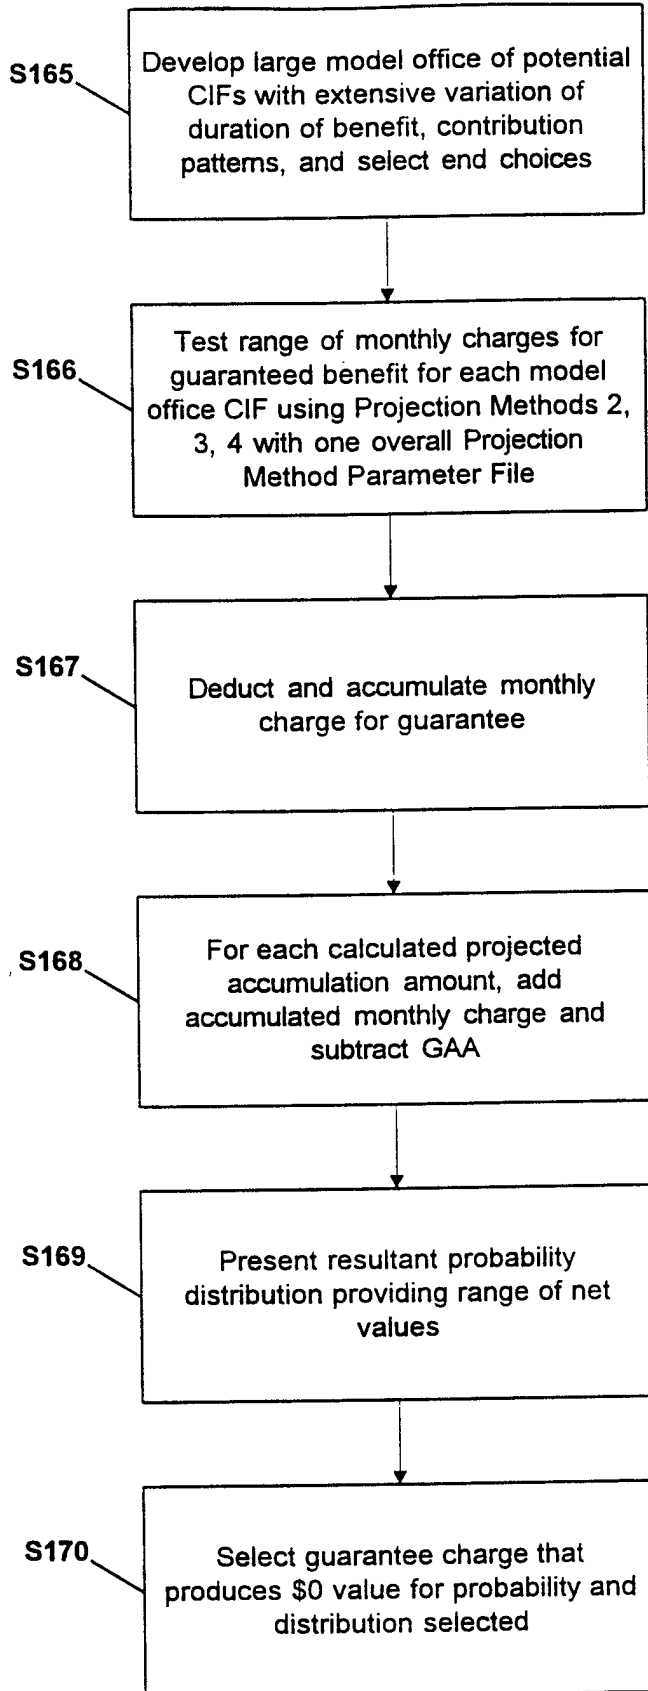 S165
Develop large model office of potential
CIFs with extensive variation of
duration of benefit, contribution
patterns, and select end choices
S166
Test range of monthly charges for
guaranteed benefit for each model
office CIF using Projection Methods 2,
3, 4 with one overall Projection
Method Parameter File
S167
Deduct and accumulate monthly
charge for guarantee
S168
For each calculated projected
accumulation amount, add
accumulated monthly charge and
subtract GAA
S169
Present resultant probability
distribution providing range of net
values
S170
Select guarantee charge that
produces $0 value for probability and
distribution selected